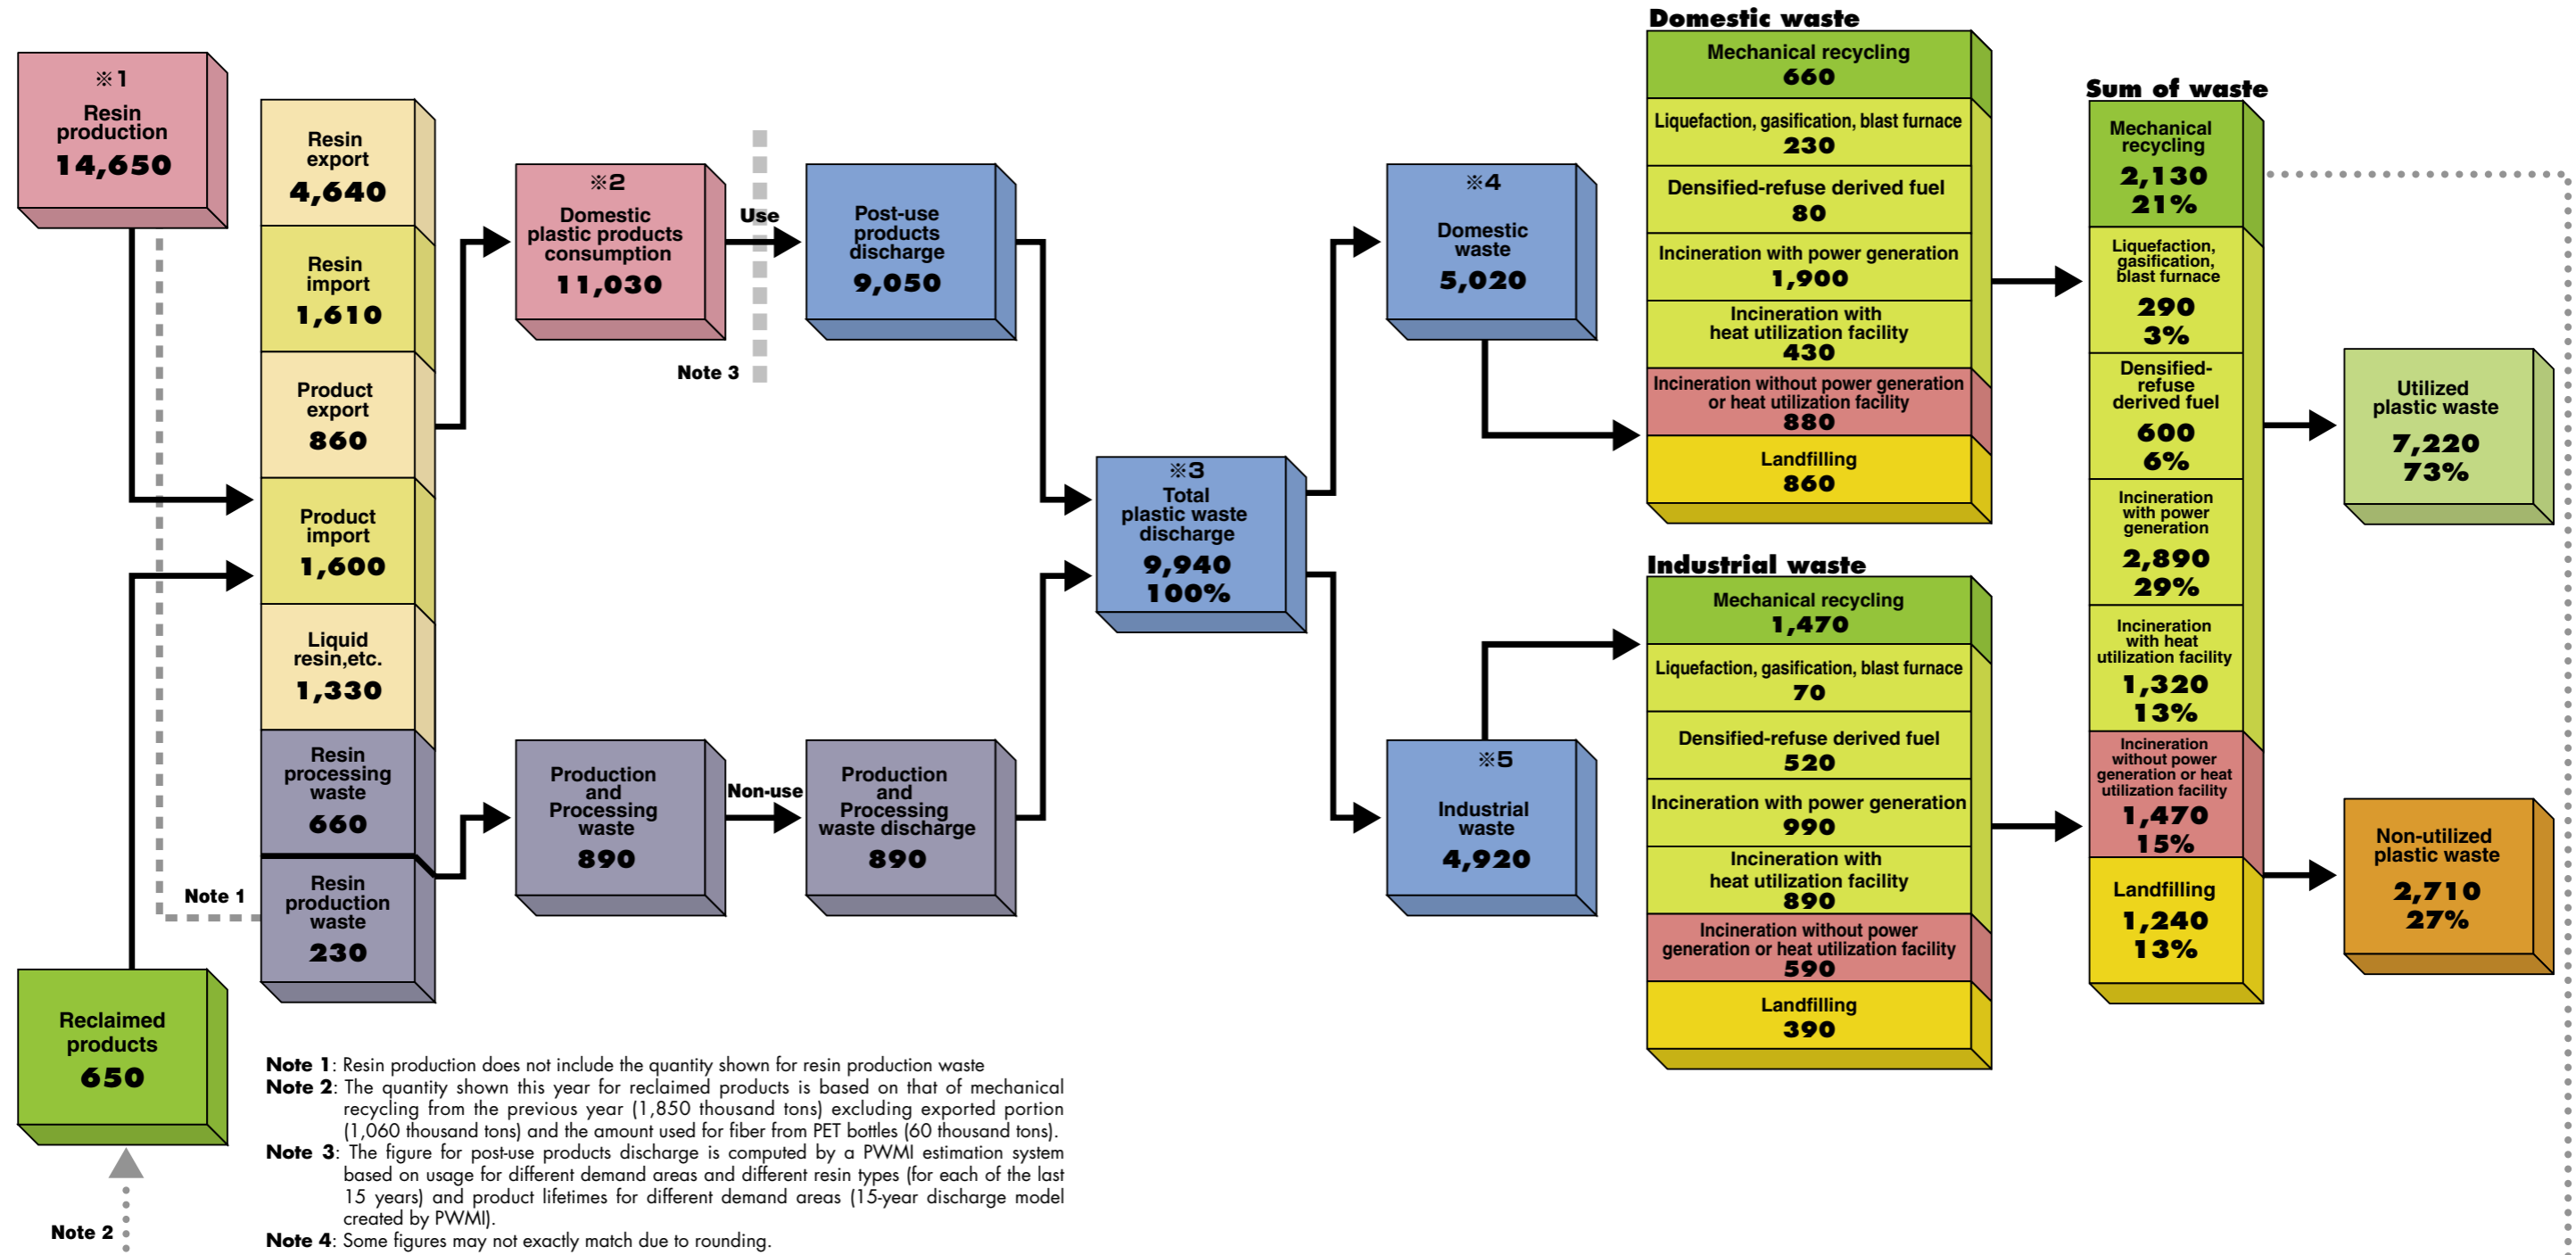 ※1
Resin
production
14,650
Resin
export
4,640
Resin
import
1,610
Product
export
860
Product
import
1,600
Liquid
resin,etc.
1,330
Resin
processing
waste
660
Resin
production
waste
230
Note 1
Reclaimed
products
650
Note 2
※2
Domestic
plastic products
consumption
11,030
Use
Note 3
Post-use
products
discharge
9,050
Production
and
Processing
waste
890
Non-use
Production
and
Processing
waste discharge
890
※3
Total
plastic waste
discharge
9,940
100%
※4
Domestic
waste
5,020
※5
Industrial
waste
4,920
Domestic waste
Mechanical recycling
660
Liquefaction, gasification, blast furnace
230
Densified-refuse derived fuel
80
Incineration with power generation
1,900
Incineration with
heat utilization facility
430
Incineration without power generation
or heat utilization facility
880
Landfilling
860
Industrial waste
Mechanical recycling
1,470
Liquefaction, gasification, blast furnace
70
Densified-refuse derived fuel
520
Incineration with power generation
990
Incineration with
heat utilization facility
890
Incineration without power
generation or heat utilization facility
590
Landfilling
390
Sum of waste
Mechanical
recycling
2,130
21%
Liquefaction,
gasification,
blast furnace
290
3%
Densified-
refuse
derived fuel
600
6%
Incineration
with power
generation
2,890
29%
Incineration
with heat
utilization facility
1,320
13%
Incineration
without power
generation or heat
utilization facility
1,470
15%
Landfilling
1,240
13%
Utilized
plastic waste
7,220
73%
Non-utilized
plastic waste
2,710
27%
Note 1: Resin production does not include the quantity shown for resin production waste
Note 2: The quantity shown this year for reclaimed products is based on that of mechanical
recycling from the previous year (1,850 thousand tons) excluding exported portion
(1,060 thousand tons) and the amount used for fiber from PET bottles (60 thousand tons).
Note 3: The figure for post-use products discharge is computed by a PWMI estimation system
based on usage for different demand areas and different resin types (for each of the last
15 years) and product lifetimes for different demand areas (15-year discharge model
created by PWMI).
Note 4: Some figures may not exactly match due to rounding.